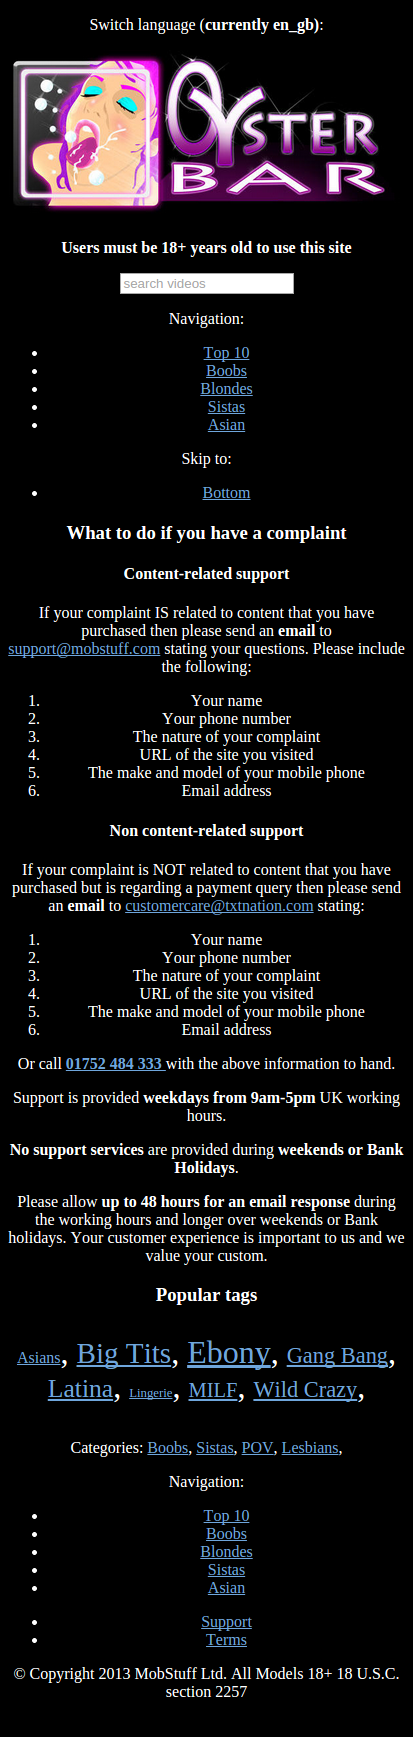 Switch language (currently en_gb):
OYSTER
BAR
Users must be 18+ years old to use this site
search videos
Navigation:
Top 10
Boobs
Blondes
Sistas
Asian
Skip to:
Bottom
What to do if you have a complaint
Content-related support
If your complaint IS related to content that you have
purchased then please send an email to
support@mobstuff.com stating your questions. Please include
the following:
1. Your name
2. Your phone number
3. The nature of your complaint
4. URL of the site you visited
5. The make and model of your mobile phone
6. Email address
Non content-related support
If your complaint is NOT related to content that you have
purchased but is regarding a payment query then please send
an email to customercare@txtnation.com stating:
1. Your name
2. Your phone number
3. The nature of your complaint
4. URL of the site you visited
5. The make and model of your mobile phone
6. Email address
Or call 01752 484 333 with the above information to hand.
Support is provided weekdays from 9am-5pm UK working
hours.
No support services are provided during weekends or Bank
Holidays.
Please allow up to 48 hours for an email response during
the working hours and longer over weekends or Bank
holidays. Your customer experience is important to us and we
value your custom.
Popular tags
Asians, Big Tits, Ebony, Gang Bang,
Latina, Lingerie, MILF, Wild Crazy,
Categories: Boobs, Sistas, POV, Lesbians,
Navigation:
Top 10
Boobs
Blondes
Sistas
Asian
Support
Terms
© Copyright 2013 MobStuff Ltd. All Models 18+ 18 U.S.C.
section 2257